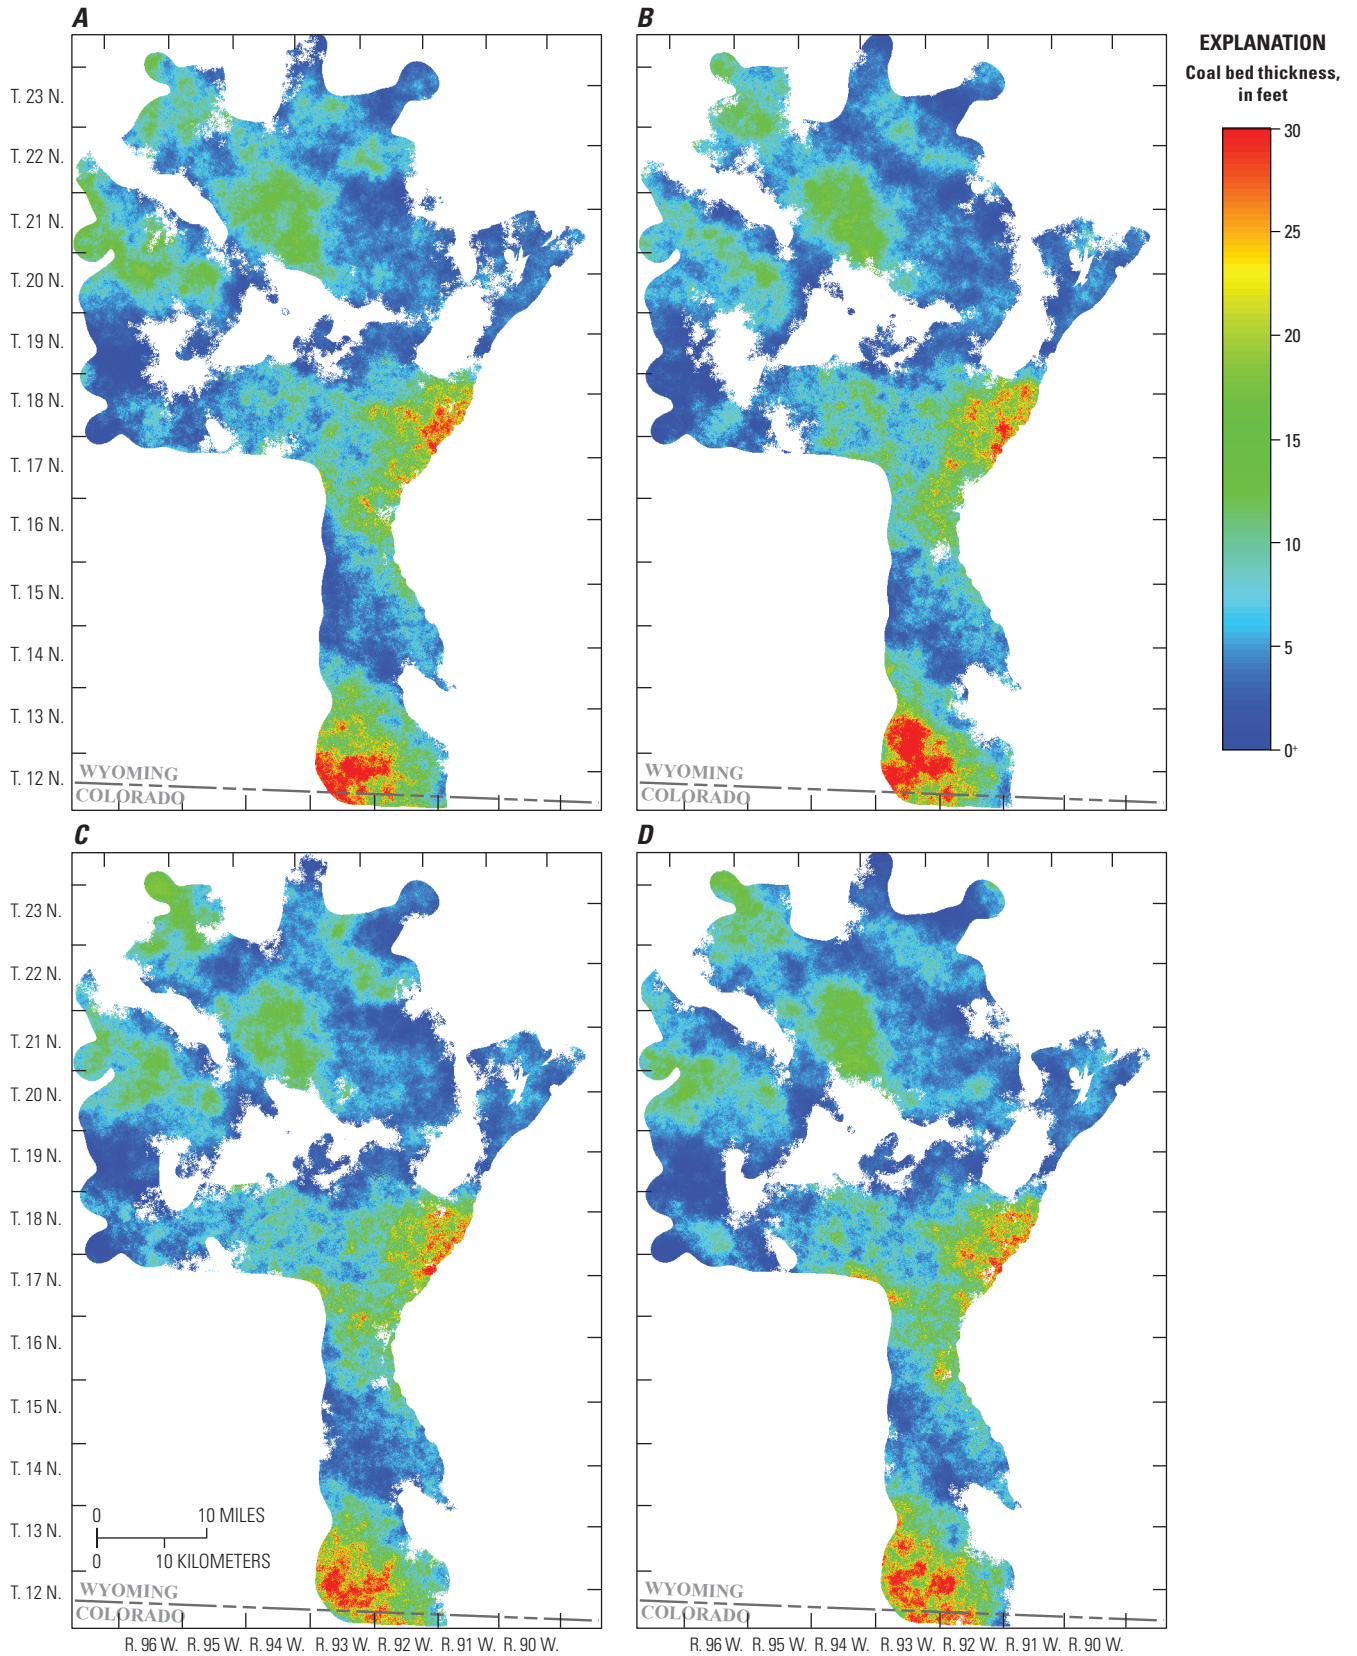 A
B
EXPLANATION
Coal bed thickness,
in feet
30
25
20
15
10
5
0+
T. 23 N.
T. 22 N.
T. 21 N.
T. 20 N.
T. 19 N.
T. 18 N.
T. 17 N.
T. 16 N.
T. 15 N.
T. 14 N.
T. 13 N.
T. 12 N.
WYOMING
COLORADO
WYOMING
COLORADO
C
D
T. 23 N.
T. 22 N.
T. 21 N.
T. 20 N.
T. 19 N.
T. 18 N.
T. 17 N.
T. 16 N.
T. 15 N.
T. 14 N.
T. 13 N.
T. 12 N.
0 10 MILES
0 10 KILOMETERS
WYOMING
COLORADO
WYOMING
COLORADO
R. 96 W. R. 95 W. R. 94 W. R. 93 W. R. 92 W. R. 91 W. R. 90 W.
R. 96 W. R. 95 W. R. 94 W. R. 93 W. R. 92 W. R. 91 W. R. 90 W.